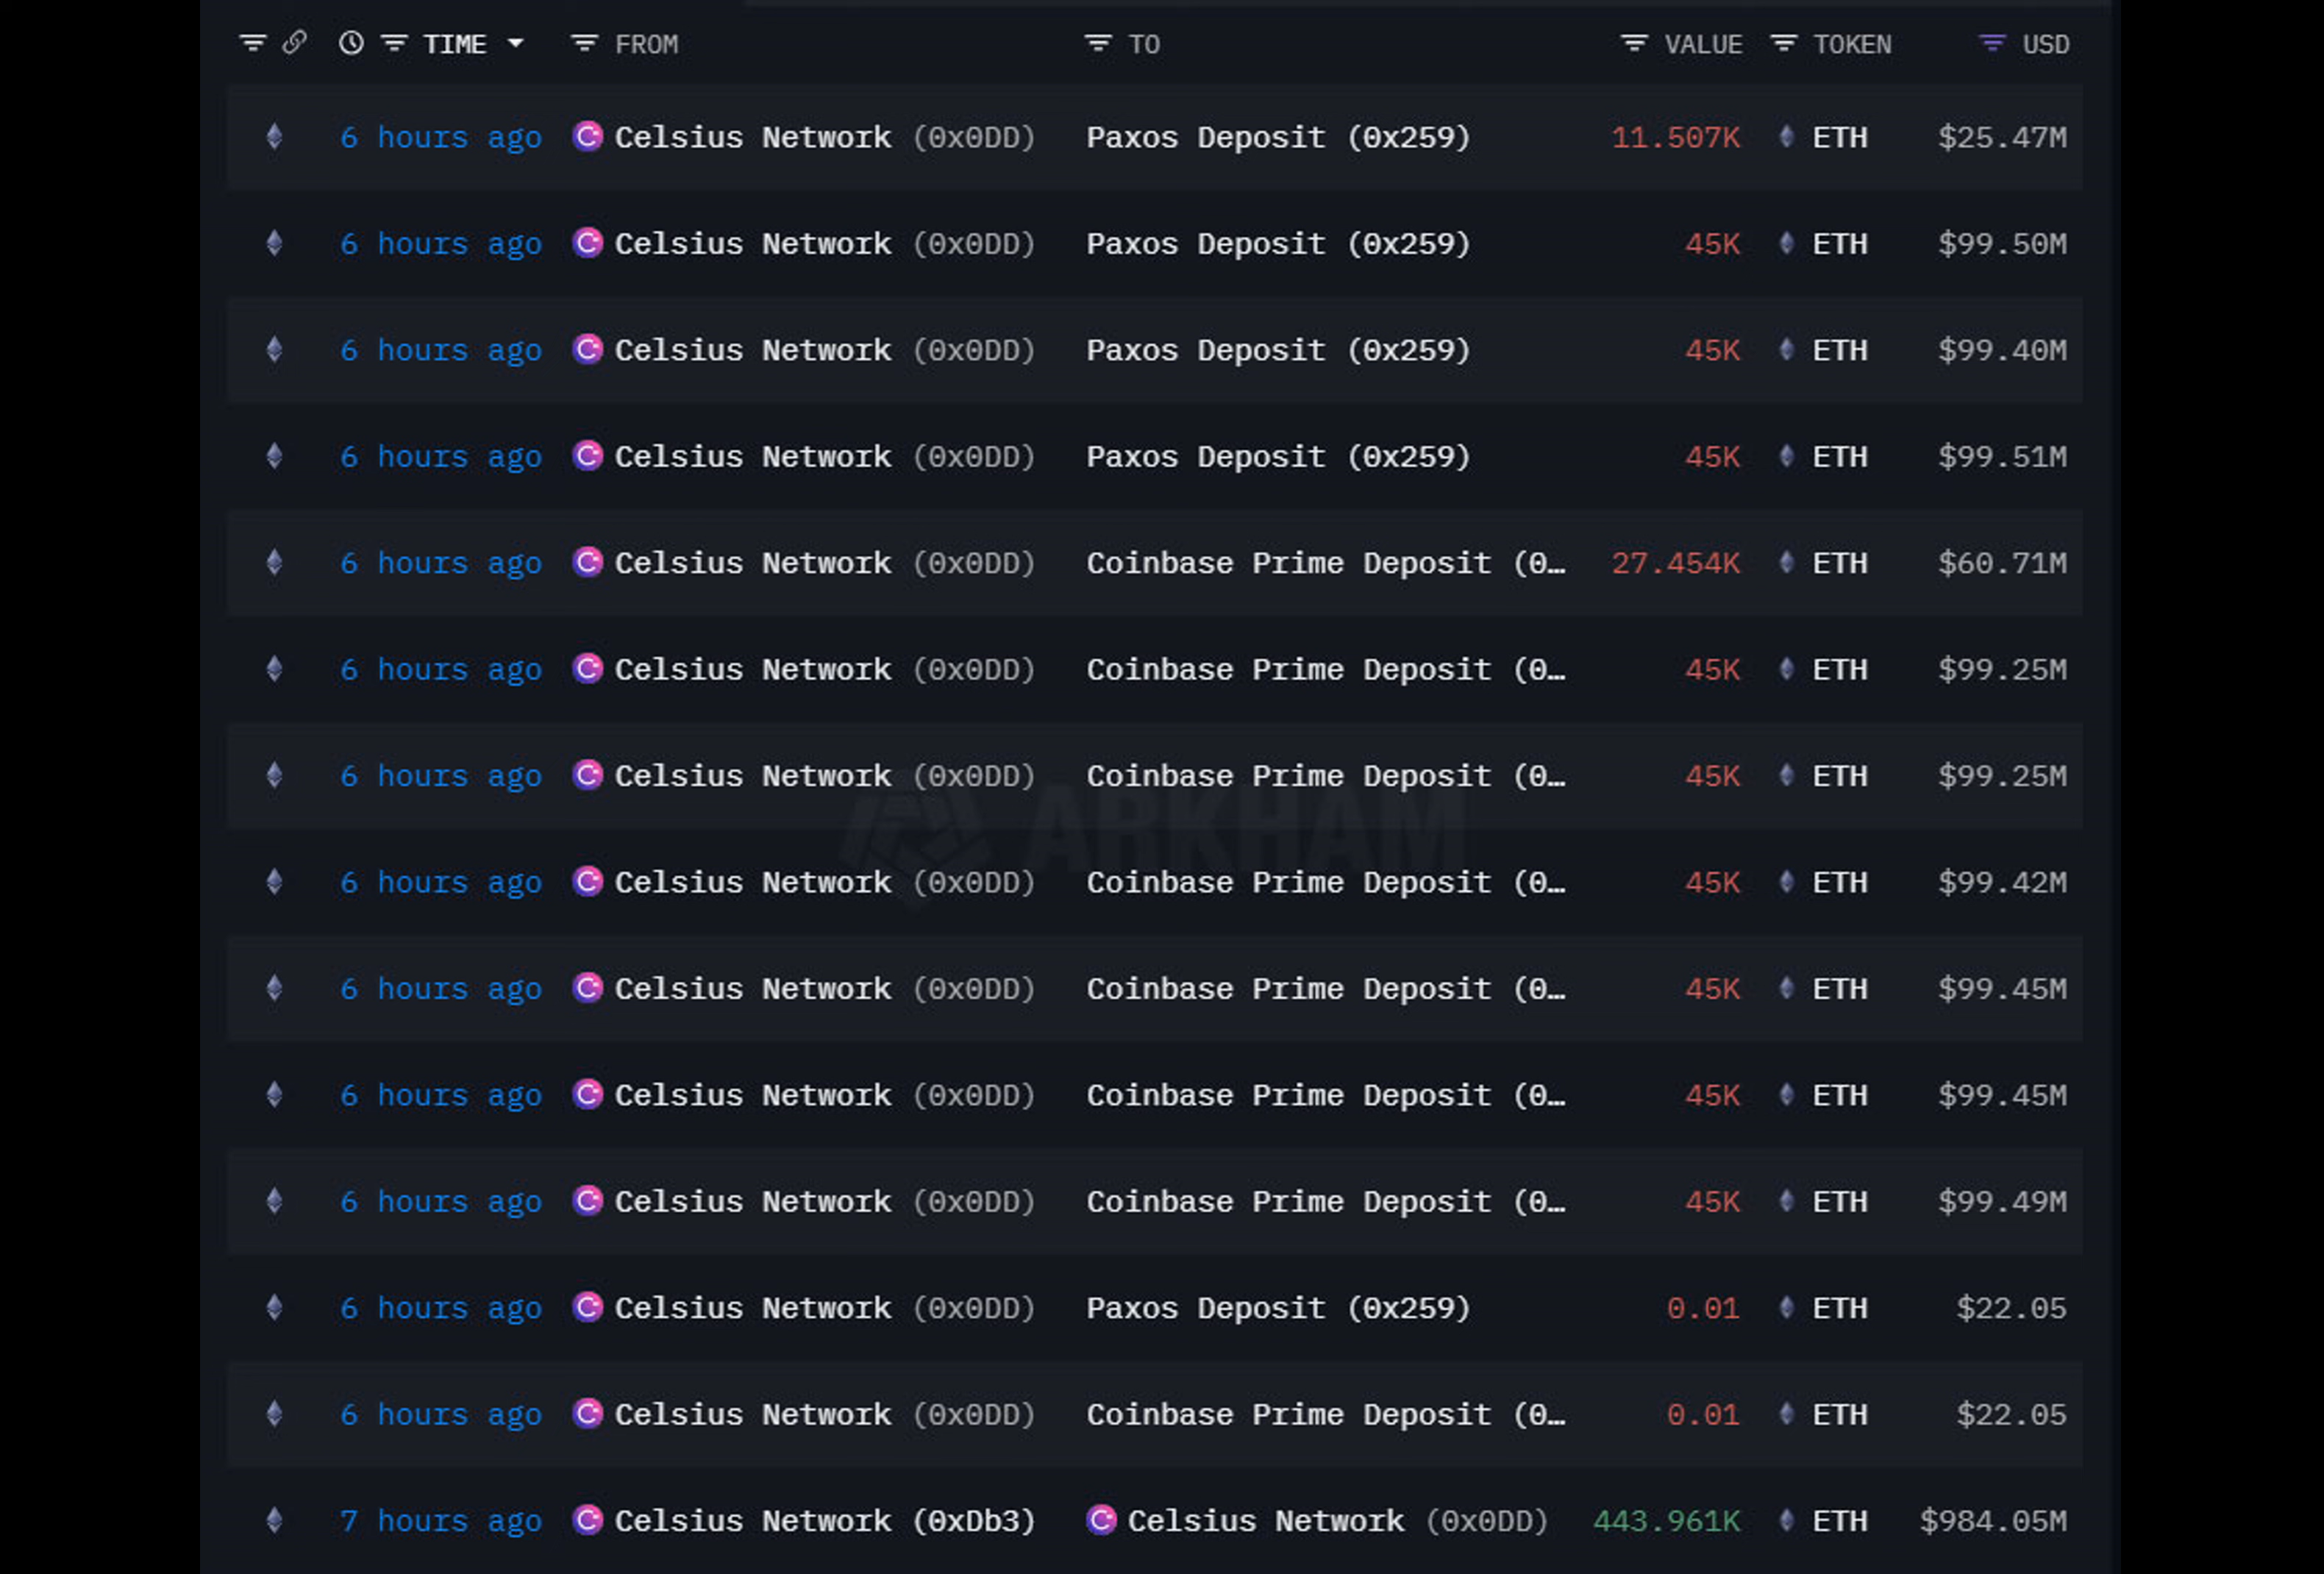 TIME FROM TO VALUE TOKEN USD
6 hours ago Celsius Network (0x0DD) Paxos Deposit (0x259) 11.507K ETH $25.47M
6 hours ago Celsius Network (0x0DD) Paxos Deposit (0x259) 45K ETH $99.50M
6 hours ago Celsius Network (0x0DD) Paxos Deposit (0x259) 45K ETH $99.40M
6 hours ago Celsius Network (0x0DD) Paxos Deposit (0x259) 45K ETH $99.51M
6 hours ago Celsius Network (0x0DD) Coinbase Prime Deposit (0… 27.454K ETH $60.71M
6 hours ago Celsius Network (0x0DD) Coinbase Prime Deposit (0… 45K ETH $99.25M
6 hours ago Celsius Network (0x0DD) Coinbase Prime Deposit (0… 45K ETH $99.25M
ARKHAM
6 hours ago Celsius Network (0x0DD) Coinbase Prime Deposit (0… 45K ETH $99.42M
6 hours ago Celsius Network (0x0DD) Coinbase Prime Deposit (0… 45K ETH $99.45M
6 hours ago Celsius Network (0x0DD) Coinbase Prime Deposit (0… 45K ETH $99.45M
6 hours ago Celsius Network (0x0DD) Coinbase Prime Deposit (0… 45K ETH $99.49M
6 hours ago Celsius Network (0x0DD) Paxos Deposit (0x259) 0.01 ETH $22.05
6 hours ago Celsius Network (0x0DD) Coinbase Prime Deposit (0… 0.01 ETH $22.05
7 hours ago Celsius Network (0xDb3) Celsius Network (0x0DD) 443.961K ETH $984.05M